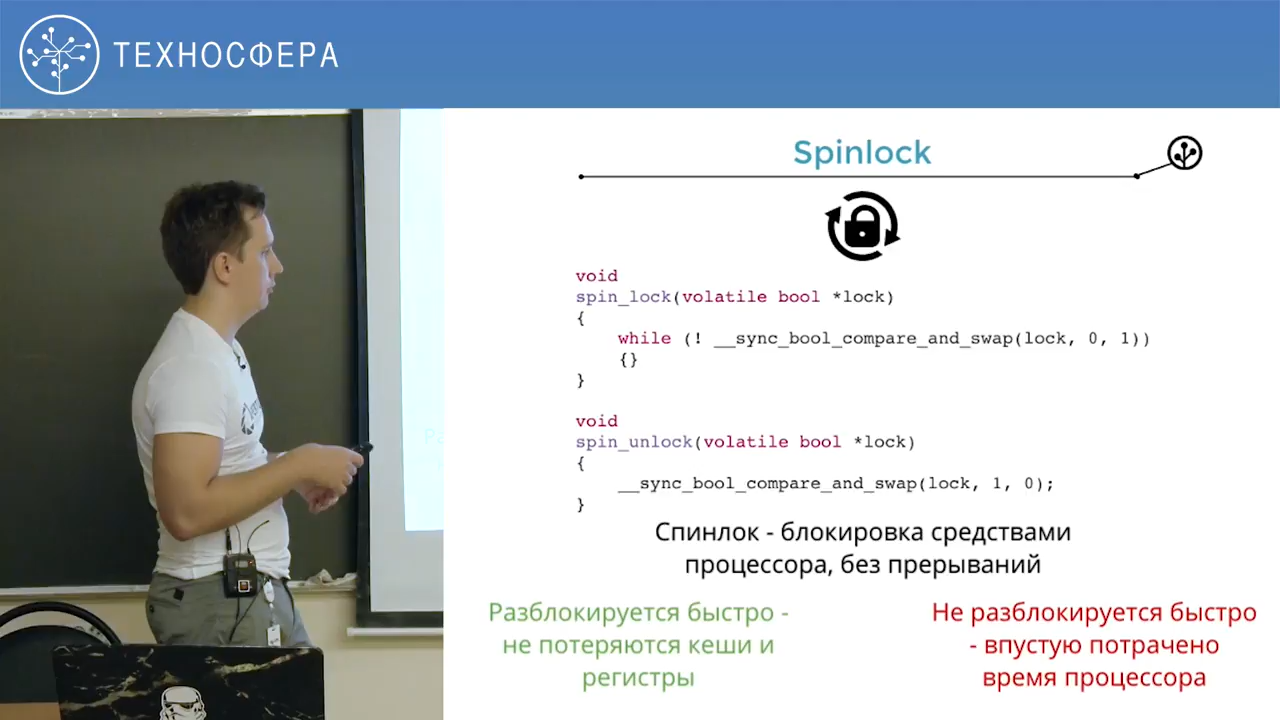 ТЕХНОСФЕРА
Spinlock
void
spin_lock(volatile bool *lock)
{
    while (! __sync_bool_compare_and_swap(lock, 0, 1))
    {}
}
void
spin_unlock(volatile bool *lock)
{
    __sync_bool_compare_and_swap(lock, 1, 0);
}
Спинлок - блокировка средствами
процессора, без прерываний
Разблокируется быстро -
не потеряются кеши и
регистры
Не разблокируется быстро
- впустую потрачено
время процессора